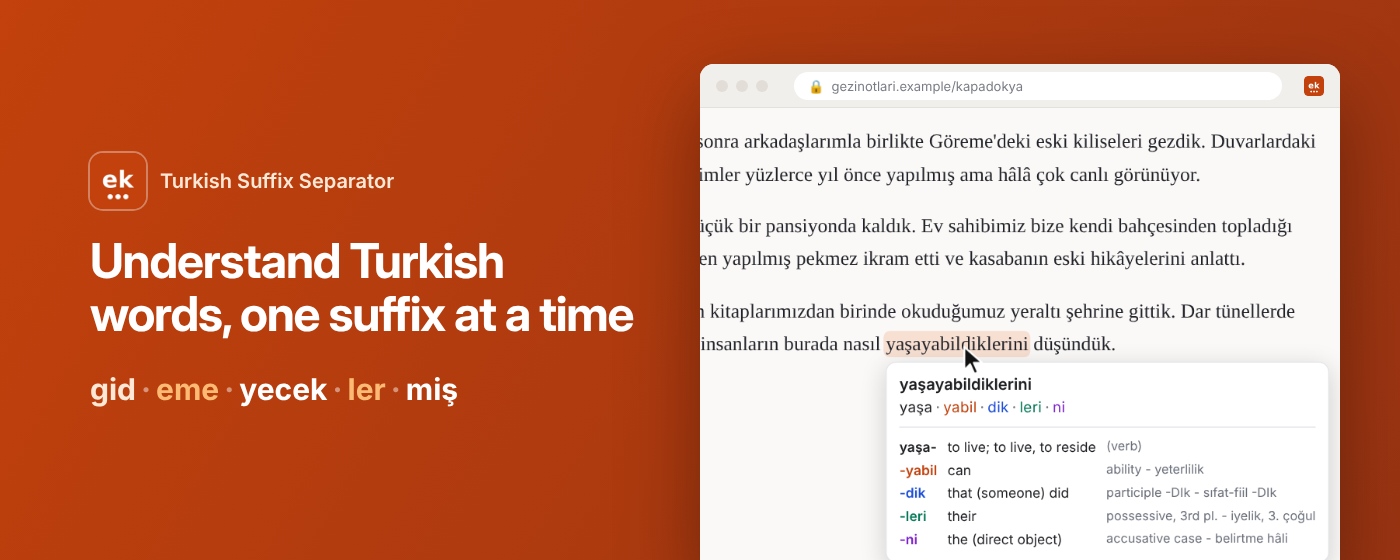 ek
Turkish Suffix Separator
Understand Turkish
words, one suffix at a time
gid · eme · yecek · ler · miş
gezinotlari.example/kapadokya
ek
sonra arkadaşlarımla birlikte Göreme'deki eski kiliseleri gezdik. Duvarlardaki
imler yüzlerce yıl önce yapılmış ama hâlâ çok canlı görünüyor.
üçük bir pansiyonda kaldık. Ev sahibimiz bize kendi bahçesinden topladığı
en yapılmış pekmez ikram etti ve kasabanın eski hikâyelerini anlattı.
kitaplarımızdan birinde okuduğumuz yeraltı şehrine gittik. Dar tünellerde
insanların burada nasıl yaşayabildiklerini düşündük.
yaşayabildiklerini
yaşa · yabil · dik · leri · ni
yaşa- to live; to live, to reside (verb)
-yabil can ability - yeterlilik
-dik that (someone) did participle -DIk - sıfat-fiil -DIk
-leri their possessive, 3rd pl. - iyelik, 3. çoğul
-ni the (direct object) accusative case - belirtme hâli